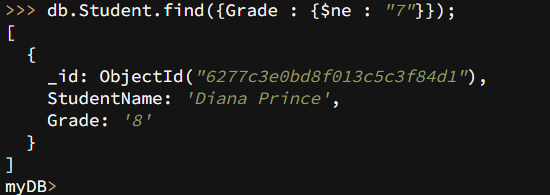 >>> db.Student.find({Grade : {$ne : "7"}});
[
  {
    _id: ObjectId("6277c3e0bd8f013c5c3f84d1"),
    StudentName: 'Diana Prince',
    Grade: '8'
  }
]
myDB>